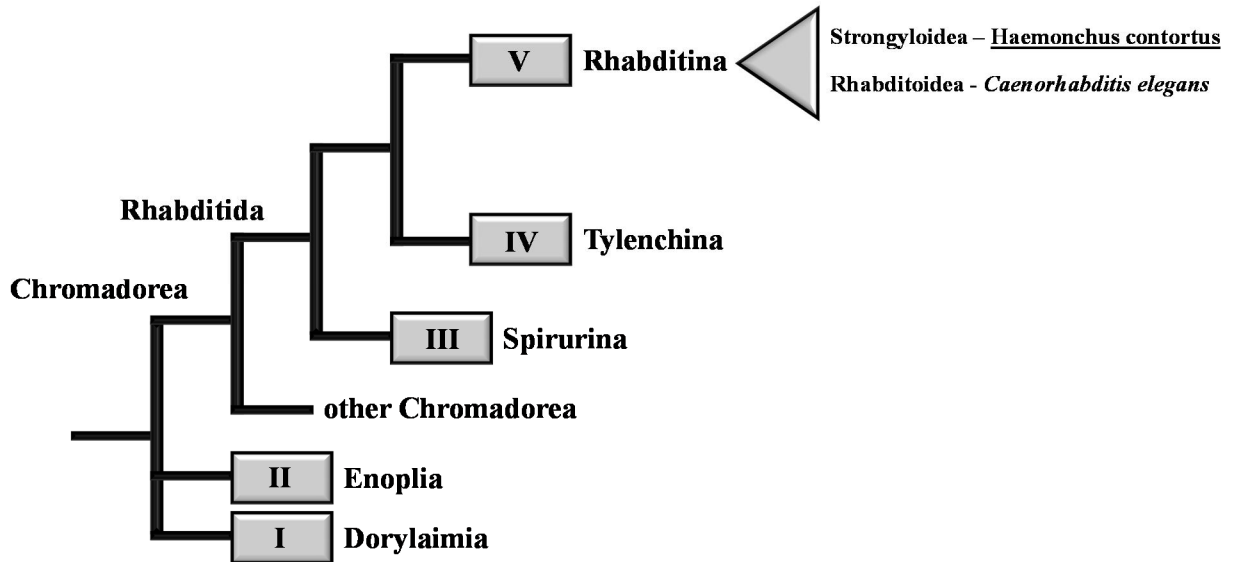 Strongyloidea – Haemonchus contortus
V Rhabditina
Rhabditoidea - Caenorhabditis elegans
Rhabditida
IV Tylenchina
Chromadorea
III Spirurina
other Chromadorea
II Enoplia
I Dorylaimia